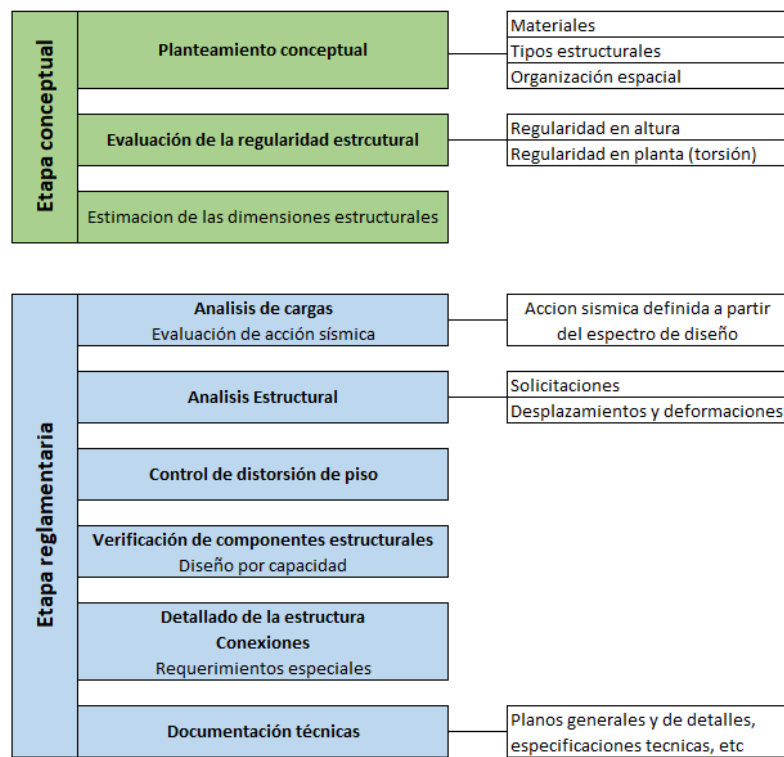 Etapa conceptual
Planteamiento conceptual
Materiales
Tipos estructurales
Organización espacial
Evaluación de la regularidad estrcutural
Regularidad en altura
Regularidad en planta (torsión)
Estimacion de las dimensiones estructurales
Etapa reglamentaria
Analisis de cargas
Evaluación de acción sísmica
Accion sismica definida a partir
del espectro de diseño
Analisis Estructural
Solicitaciones
Desplazamientos y deformaciones
Control de distorsión de piso
Verificación de componentes estructurales
Diseño por capacidad
Detallado de la estructura
Conexiones
Requerimientos especiales
Documentación técnicas
Planos generales y de detalles,
especificaciones tecnicas, etc